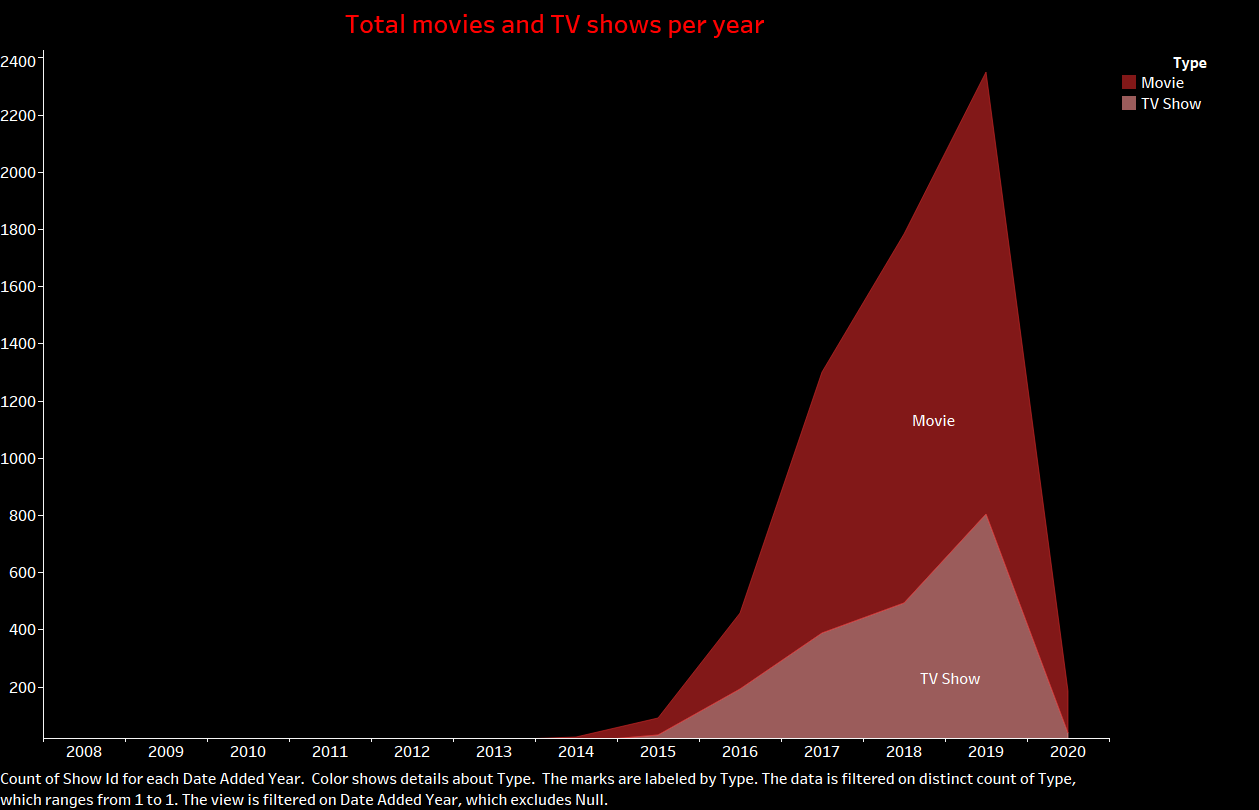 Total movies and TV shows per year
2400
2200
2000
1800
1600
1400
1200
1000
800
600
400
200
Type
Movie
TV Show
Movie
TV Show
2008 2009 2010 2011 2012 2013 2014 2015 2016 2017 2018 2019 2020
Count of Show Id for each Date Added Year.  Color shows details about Type.  The marks are labeled by Type. The data is filtered on distinct count of Type,
which ranges from 1 to 1. The view is filtered on Date Added Year, which excludes Null.